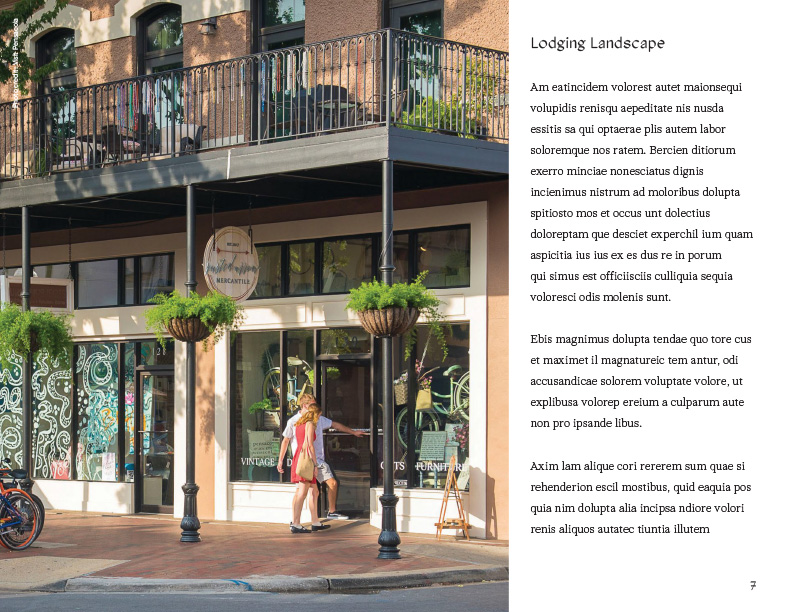 Lodging Landscape
Am eatincidem volorest autet maionsequi
volupidis renisqu aepeditate nis nusda
essitis sa qui optaerae plis autem labor
soloremque nos ratem. Bercien ditiorum
exerro minciae nonesciatus dignis
incienimus nistrum ad moloribus dolupta
spitiosto mos et occus unt dolectius
doloreptam que desciet experchil ium quam
aspicitia ius ius ex es dus re in porum
qui simus est officiisciis culliquia sequia
voloresci odis molenis sunt.
Ebis magnimus dolupta tendae quo tore cus
et maximet il magnatureic tem antur, odi
accusandicae solorem voluptate volore, ut
explibusa volorep ereium a culparum aute
non pro ipsande libus.
Axim lam alique cori rererem sum quae si
rehenderion escil mostibus, quid eaquia pos
quia nim dolupta alia incipsa ndiore volori
renis aliquos autatec tiuntia illutem
7
MERCANTILE
VINTAGE
FURNITURE